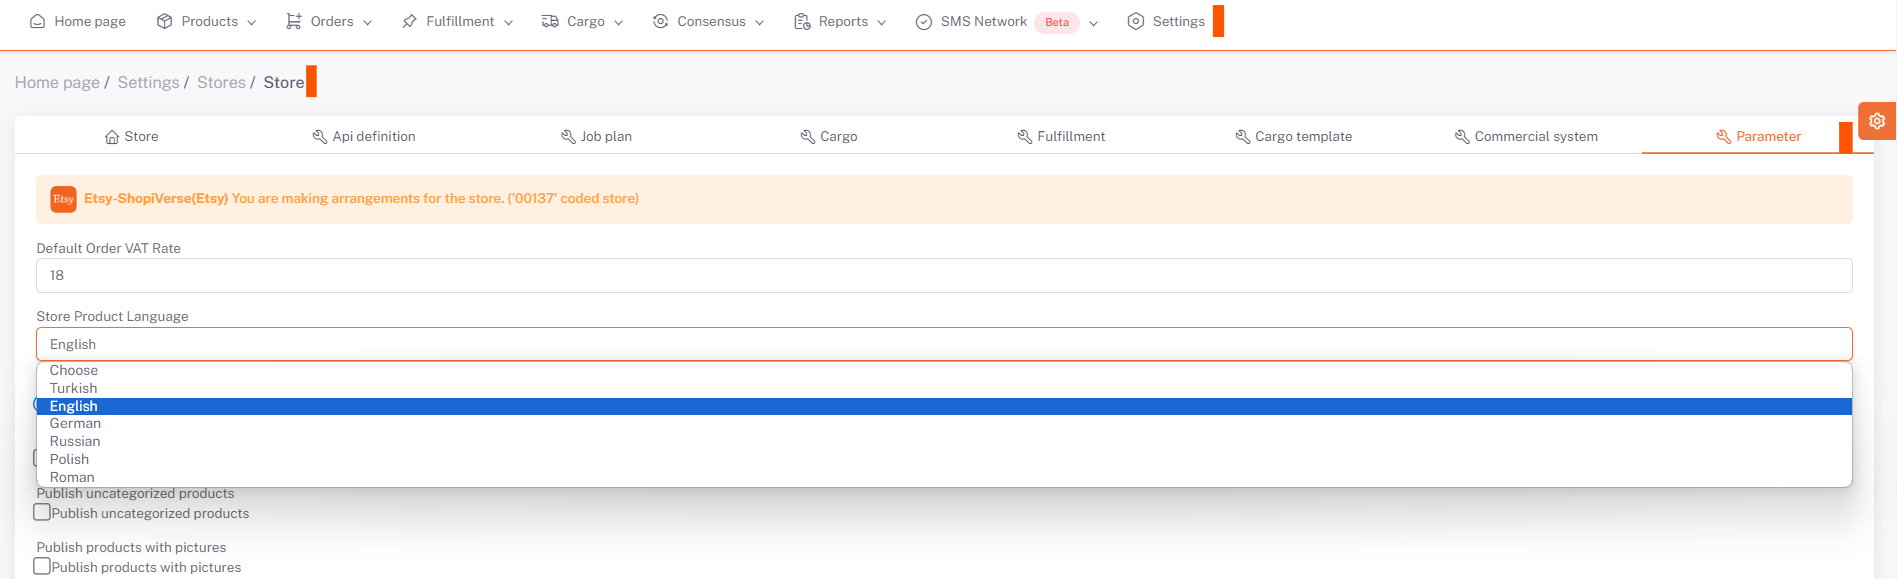 Home page Products Orders Fulfillment Cargo Consensus Reports SMS Network Beta Settings
Home page / Settings / Stores / Store
Store Api definition Job plan Cargo Fulfillment Cargo template Commercial system Parameter
Etsy Etsy-ShopiVerse(Etsy) You are making arrangements for the store. ('00137' coded store)
Default Order VAT Rate
18
Store Product Language
English
Choose
Turkish
English
German
Russian
Polish
Roman
Publish uncategorized products
Publish uncategorized products
Publish products with pictures
Publish products with pictures